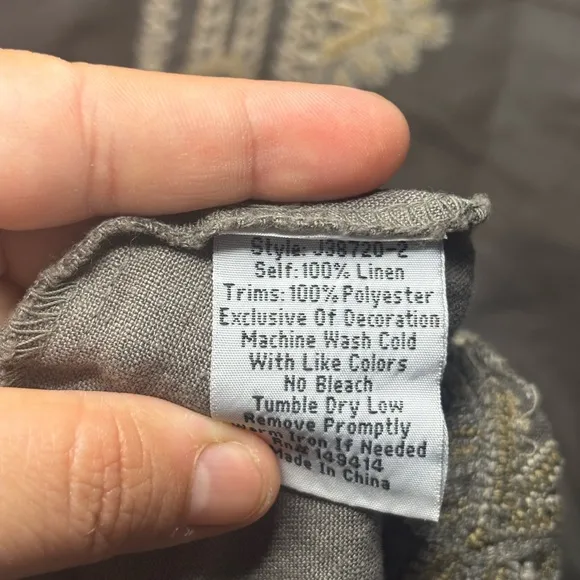 Style: J38720-2
Self: 100% Linen
Trims: 100% Polyester
Exclusive Of Decoration
Machine Wash Cold
With Like Colors
No Bleach
Tumble Dry Low
Remove Promptly
Warm Iron If Needed
149414
Made In China